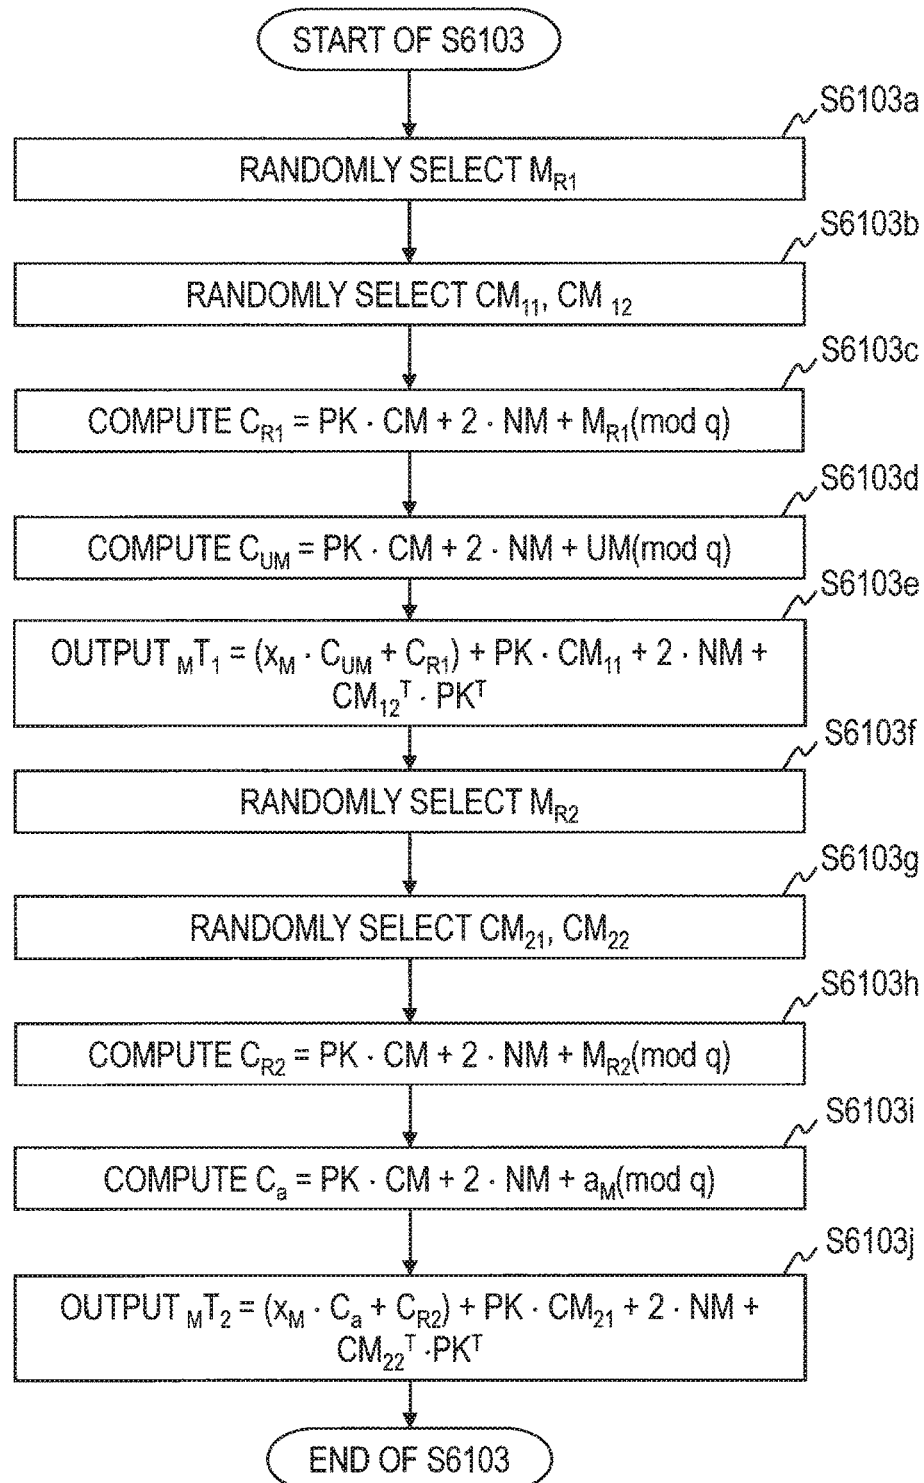 START OF S6103
S6103a
RANDOMLY SELECT M_R1
S6103b
RANDOMLY SELECT CM_11, CM_12
S6103c
COMPUTE C_R1 = PK · CM + 2 · NM + M_R1(mod q)
S6103d
COMPUTE C_UM = PK · CM + 2 · NM + UM(mod q)
S6103e
OUTPUT _MT_1 = (x_M · C_UM + C_R1) + PK · CM_11 + 2 · NM +
CM_12^T · PK^T
S6103f
RANDOMLY SELECT M_R2
S6103g
RANDOMLY SELECT CM_21, CM_22
S6103h
COMPUTE C_R2 = PK · CM + 2 · NM + M_R2(mod q)
S6103i
COMPUTE C_a = PK · CM + 2 · NM + a_M(mod q)
S6103j
OUTPUT _MT_2 = (x_M · C_a + C_R2) + PK · CM_21 + 2 · NM +
CM_22^T · PK^T
END OF S6103